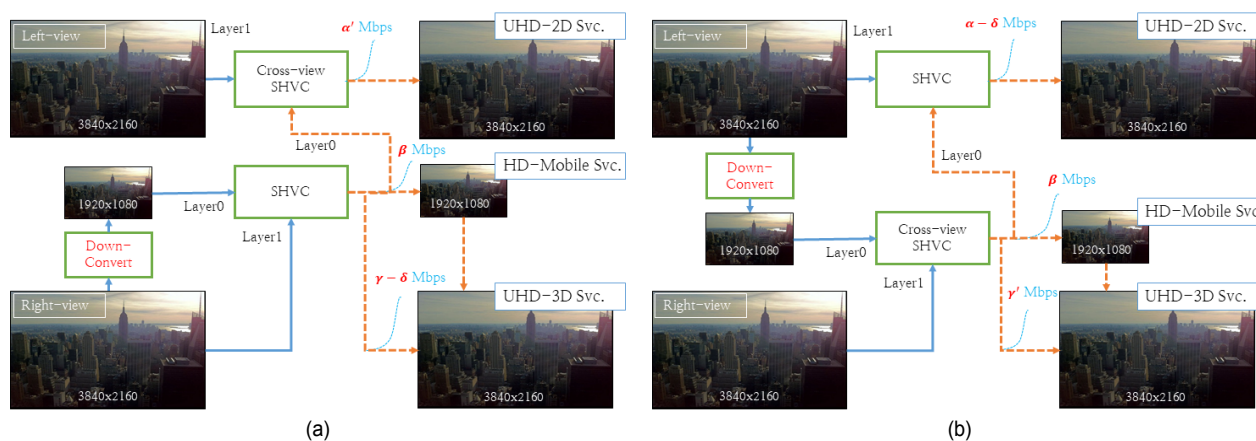 Left-view
Layer1
α′ Mbps
UHD-2D Svc.
Cross-view
SHVC
3840x2160
3840x2160
Layer0
β Mbps
HD-Mobile Svc.
1920x1080
Layer0
SHVC
1920x1080
Layer1
Down-
Convert
γ − δ Mbps
Right-view
UHD-3D Svc.
3840x2160
3840x2160
(a)
Left-view
Layer1
α − δ Mbps
UHD-2D Svc.
SHVC
3840x2160
3840x2160
Layer0
Down-
Convert
β Mbps
HD-Mobile Svc.
1920x1080
Layer0
Cross-view
SHVC
1920x1080
Layer1
γ′ Mbps
Right-view
UHD-3D Svc.
3840x2160
3840x2160
(b)